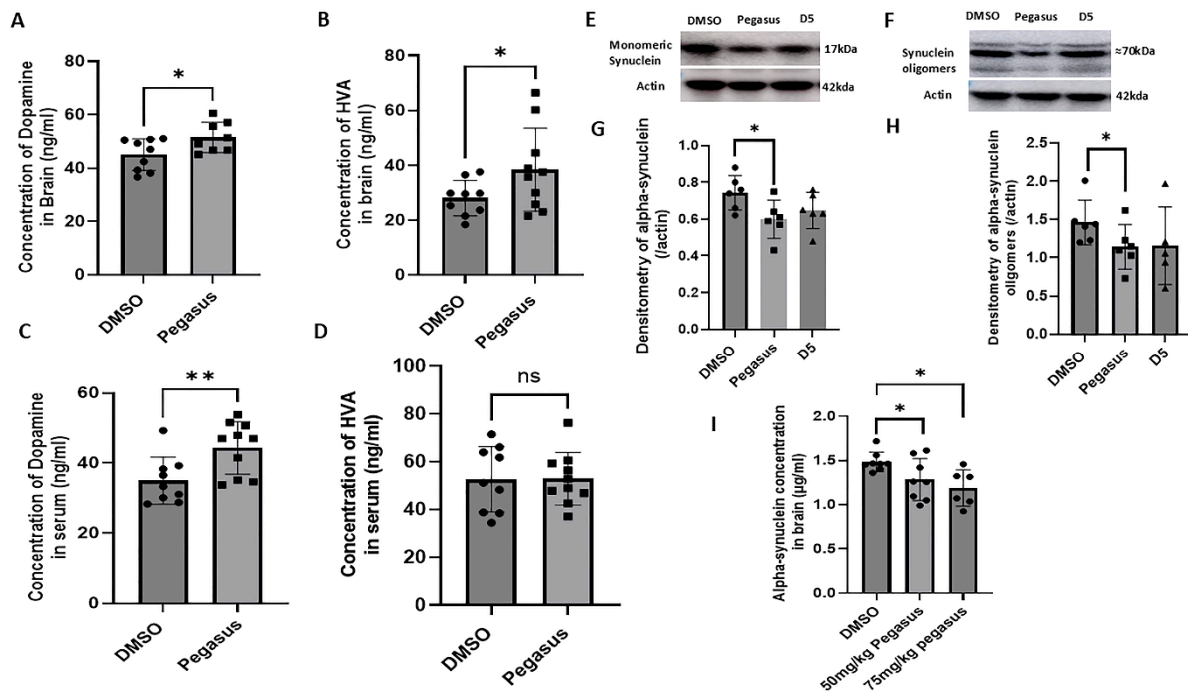 A
Concentration of Dopamine
in Brain (ng/ml)
80
60
40
20
0
*
DMSO
Pegasus
B
Concentration of HVA
in brain (ng/ml)
80
60
40
20
0
*
DMSO
Pegasus
C
Concentration of Dopamine
in serum (ng/ml)
60
40
20
0
**
DMSO
Pegasus
D
Concentration of HVA
in serum (ng/ml)
100
80
60
40
20
0
ns
DMSO
Pegasus
E
DMSO Pegasus D5
Monomeric
Synuclein
17kDa
Actin
42kda
F
DMSO Pegasus D5
Synuclein
oligomers
≈70kDa
Actin
42kda
G
Densitometry of alpha-synuclein
(/actin)
1.0
0.8
0.6
0.4
0.2
0.0
*
DMSO
Pegasus
D5
H
Densitometry of alpha-synuclein
oligomers (/actin)
2.5
2.0
1.5
1.0
0.5
0.0
*
DMSO
Pegasus
D5
I
Alpha-synuclein concentration
in brain (µg/ml)
2.0
1.5
1.0
0.5
0.0
*
*
DMSO
50mg/kg Pegasus
75mg/kg pegasus